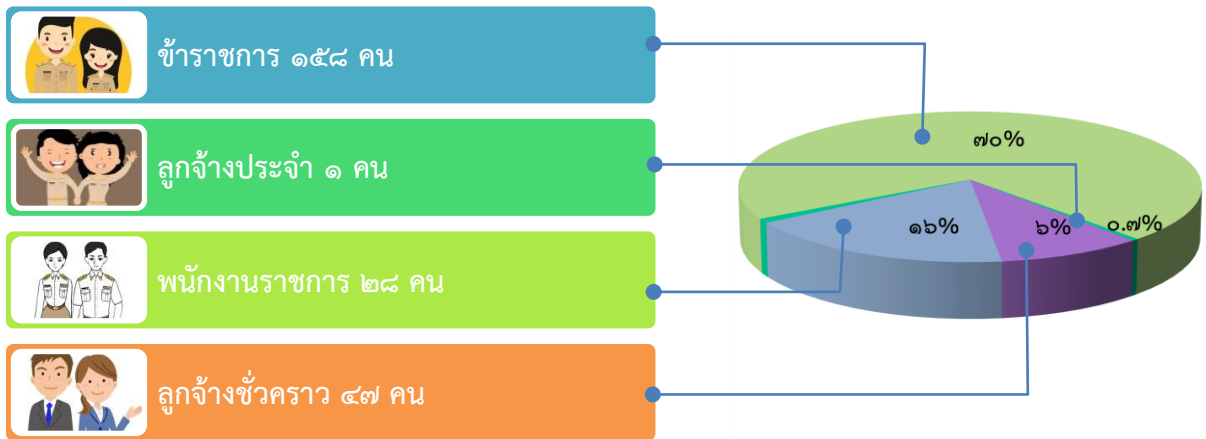 ข้าราชการ ๑๕๘ คน
ลูกจ้างประจำ ๑ คน
พนักงานราชการ ๒๘ คน
ลูกจ้างชั่วคราว ๔๗ คน
๗๐%
๑๖%
๖%
๐.๗%